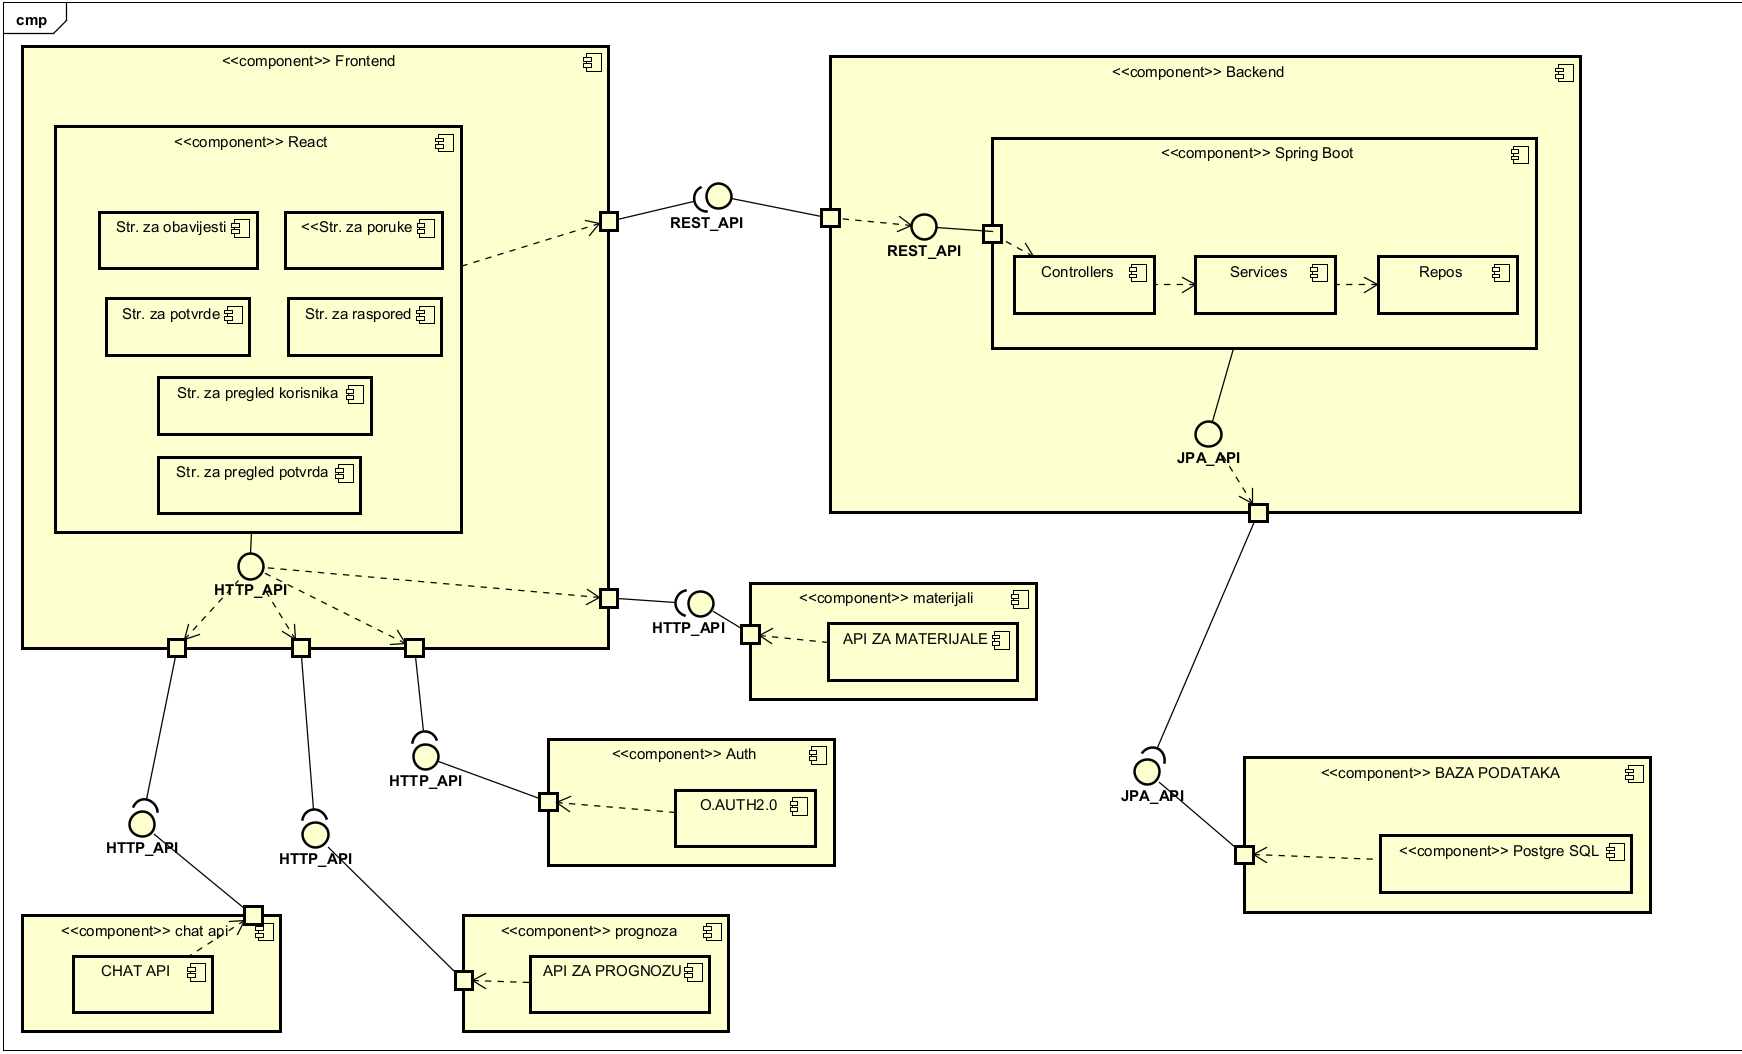 cmp
<<component>> Frontend
<<component>> React
Str. za obavijesti
<<Str. za poruke
Str. za potvrde
Str. za raspored
Str. za pregled korisnika
Str. za pregled potvrda
HTTP_API
REST_API
<<component>> Backend
REST_API
<<component>> Spring Boot
Controllers
Services
Repos
JPA_API
HTTP_API
<<component>> materijali
API ZA MATERIJALE
HTTP_API
<<component>> Auth
O.AUTH2.0
JPA_API
<<component>> BAZA PODATAKA
<<component>> Postgre SQL
HTTP_API
HTTP_API
<<component>> chat api
CHAT API
<<component>> prognoza
API ZA PROGNOZU